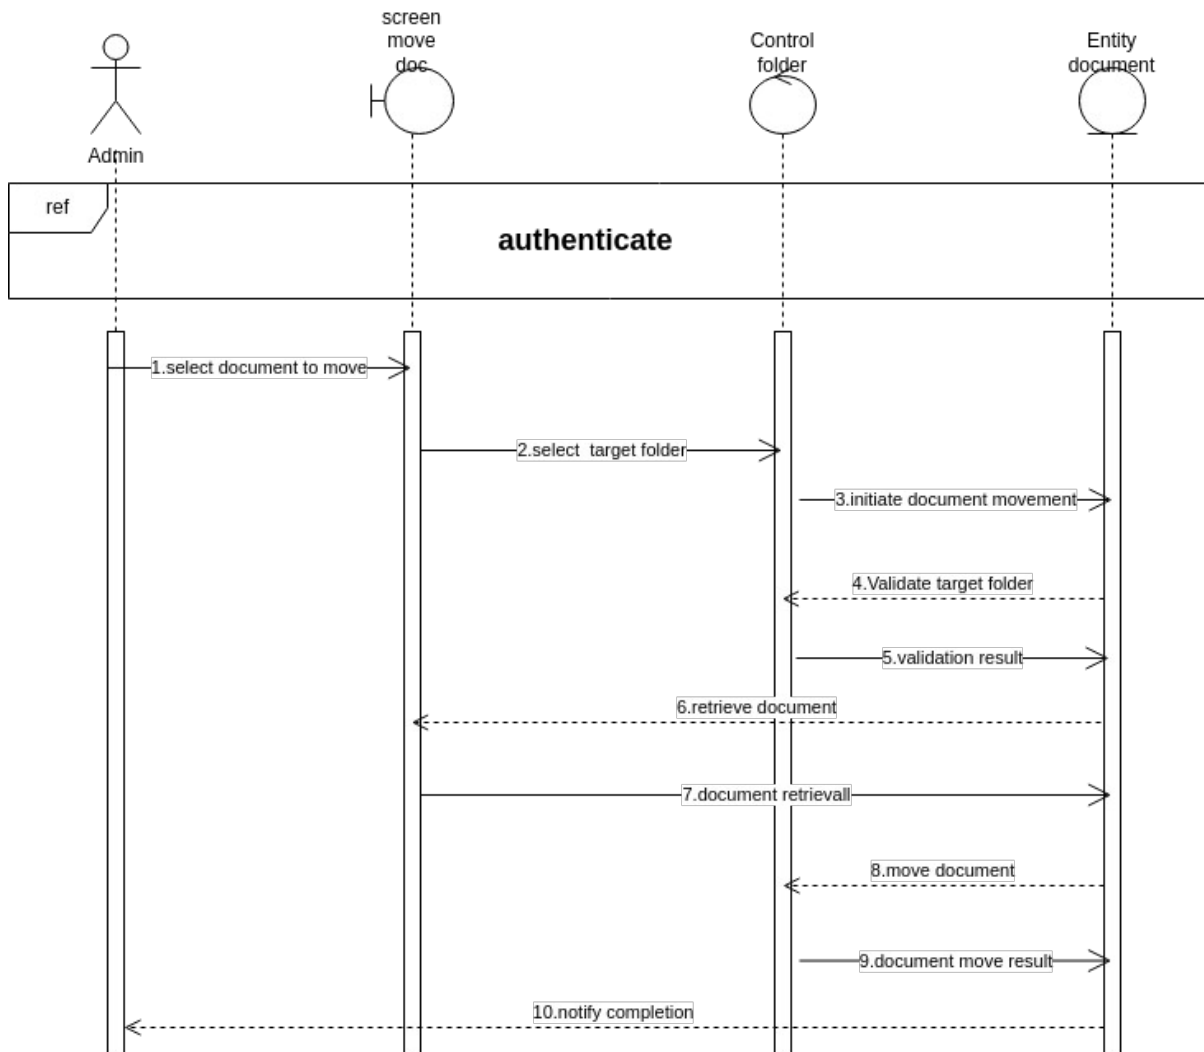 screen
move
doc
Control
folder
Entity
document
Admin
ref
authenticate
1.select document to move
2.select  target folder
3.initiate document movement
4.Validate target folder
5.validation result
6.retrieve document
7.document retrievall
8.move document
9.document move result
10.notify completion